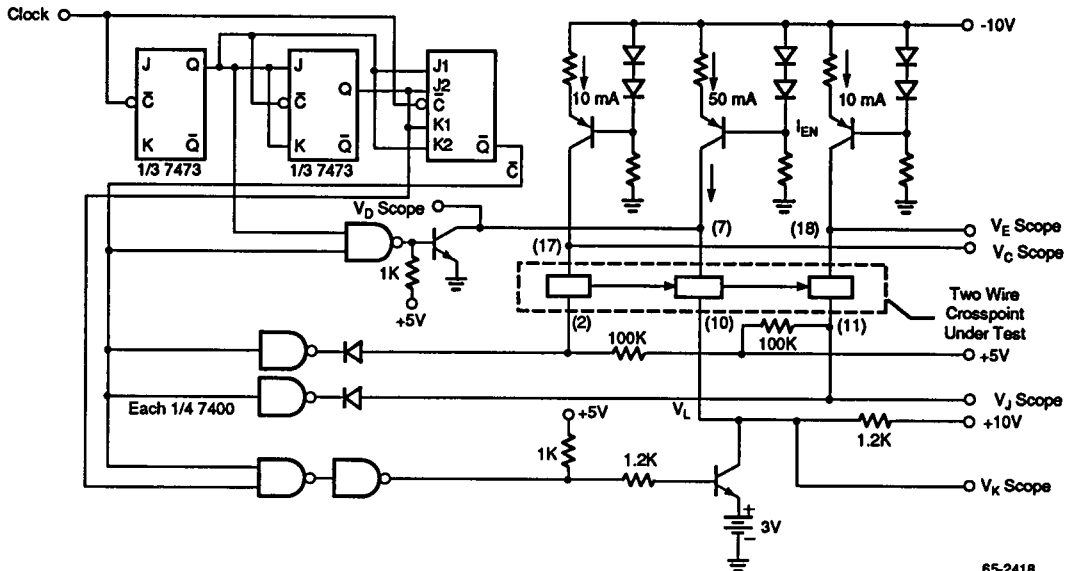 Clock
-10V
J Q
C̅
K Q̅
1/3 7473
J
Q
C̅
K Q̅
1/3 7473
J1
J2
C̅
K1
K2 Q̅
C̅
10 mA
50 mA
10 mA
IEN
VD Scope
(7)
(18)
VE Scope
(17)
VC Scope
1K
+5V
Two Wire
Crosspoint
Under Test
(2)
(10)
(11)
100K
100K
+5V
Each 1/4 7400
VJ Scope
VL
+10V
1.2K
+5V
1K
1.2K
VK Scope
+
3V
−
65-2418